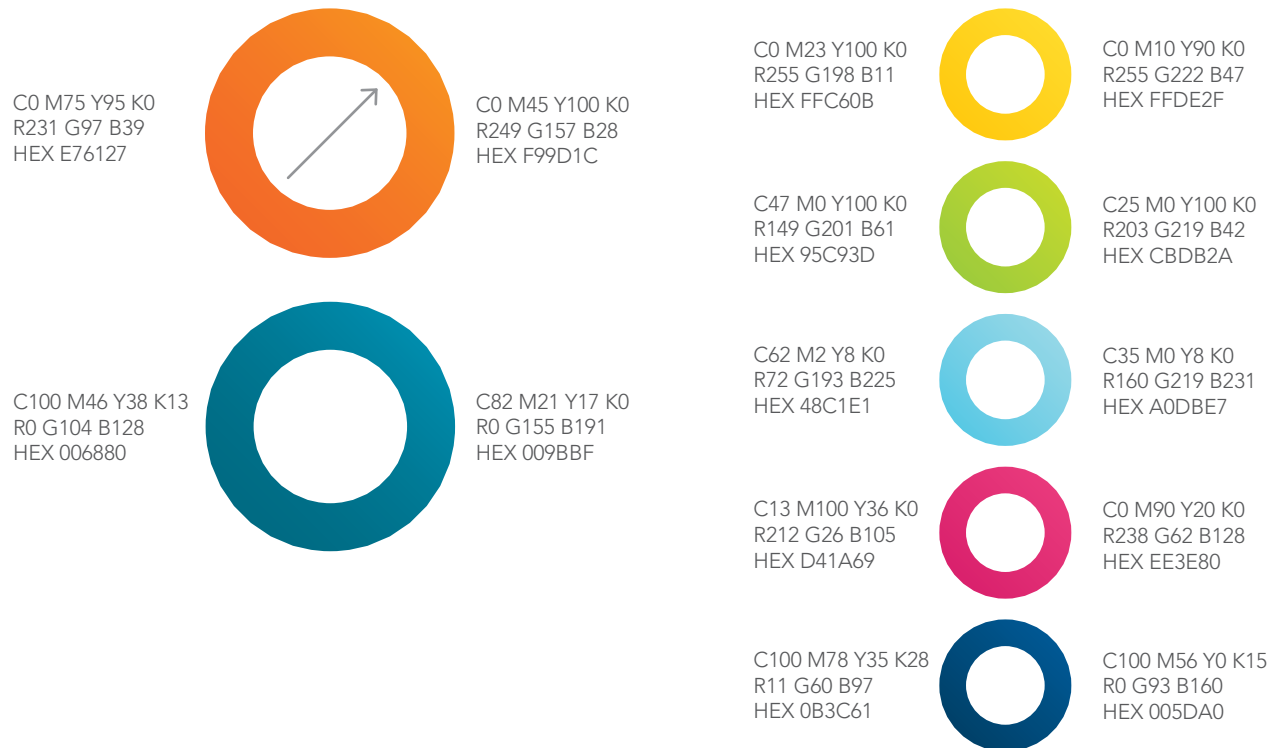 C0 M75 Y95 K0
R231 G97 B39
HEX E76127
C0 M45 Y100 K0
R249 G157 B28
HEX F99D1C
C100 M46 Y38 K13
R0 G104 B128
HEX 006880
C82 M21 Y17 K0
R0 G155 B191
HEX 009BBF
C0 M23 Y100 K0
R255 G198 B11
HEX FFC60B
C0 M10 Y90 K0
R255 G222 B47
HEX FFDE2F
C47 M0 Y100 K0
R149 G201 B61
HEX 95C93D
C25 M0 Y100 K0
R203 G219 B42
HEX CBDB2A
C62 M2 Y8 K0
R72 G193 B225
HEX 48C1E1
C35 M0 Y8 K0
R160 G219 B231
HEX A0DBE7
C13 M100 Y36 K0
R212 G26 B105
HEX D41A69
C0 M90 Y20 K0
R238 G62 B128
HEX EE3E80
C100 M78 Y35 K28
R11 G60 B97
HEX 0B3C61
C100 M56 Y0 K15
R0 G93 B160
HEX 005DA0